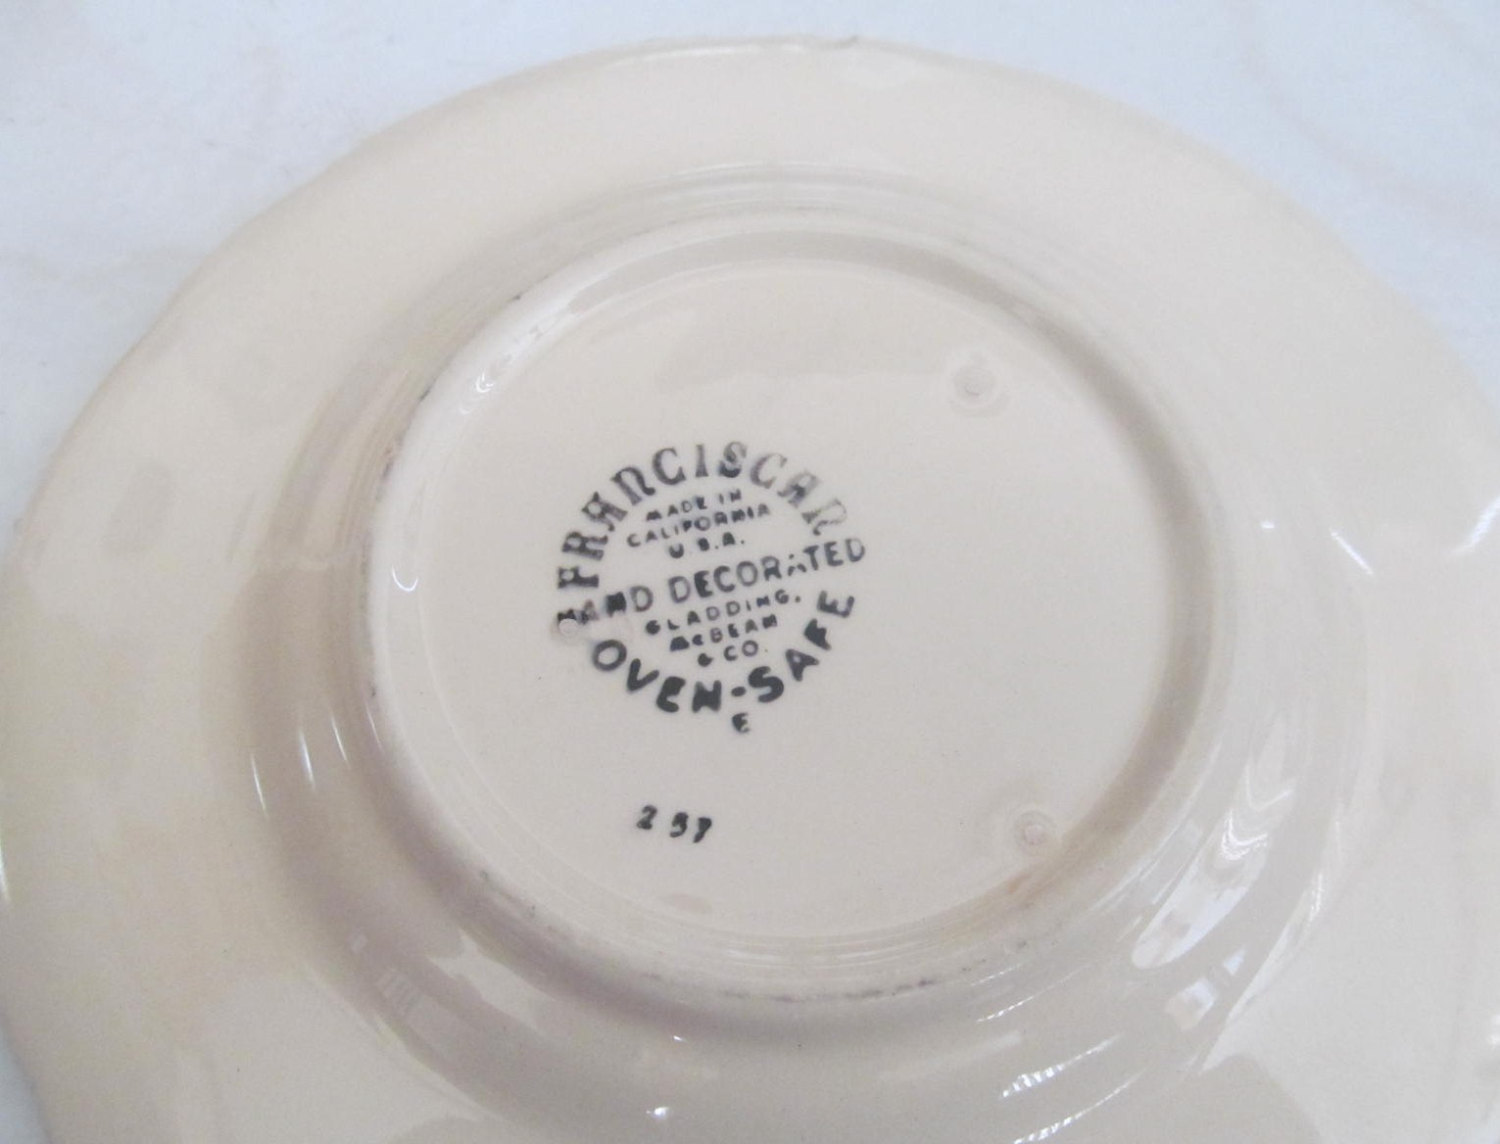 FRANCISCAN
MADE IN
CALIFORNIA
U.S.A.
HAND DECORATED
GLADDING,
McBEAN
& CO.
OVEN-SAFE
E
257